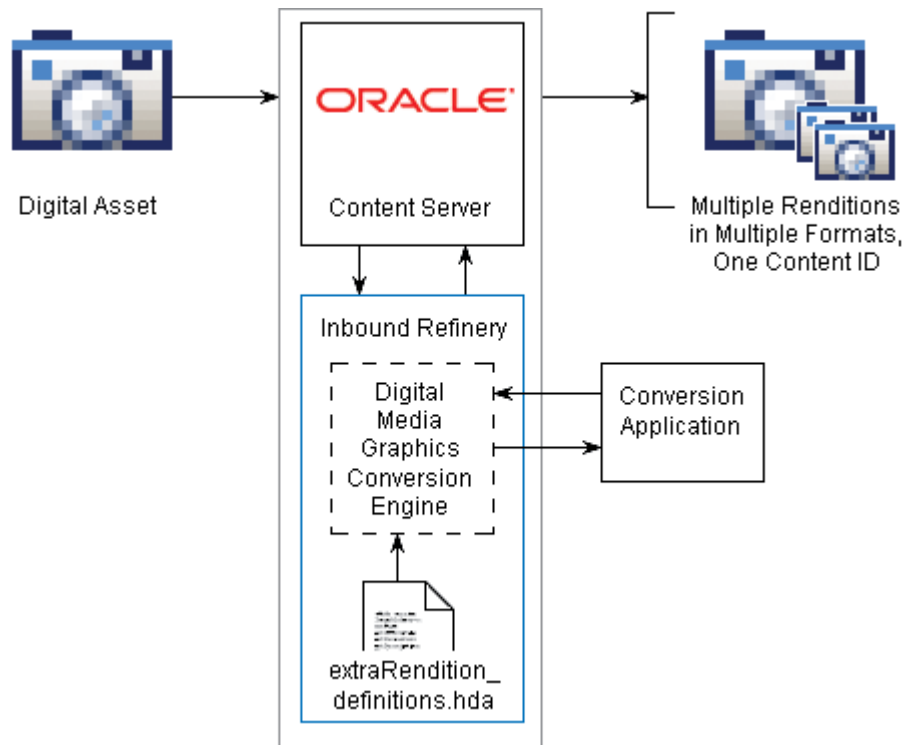 ORACLE
Content Server
Digital Asset
Multiple Renditions
in Multiple Formats,
One Content ID
Inbound Refinery
Digital
Media
Graphics
Conversion
Engine
Conversion
Application
extraRendition_
definitions.hda